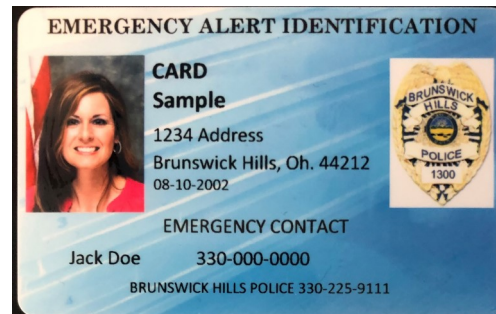 EMERGENCY ALERT IDENTIFICATION
CARD
Sample
1234 Address
Brunswick Hills, Oh. 44212
08-10-2002
BRUNSWICK
HILLS
POLICE
1300
EMERGENCY CONTACT
Jack Doe 330-000-0000
BRUNSWICK HILLS POLICE 330-225-9111